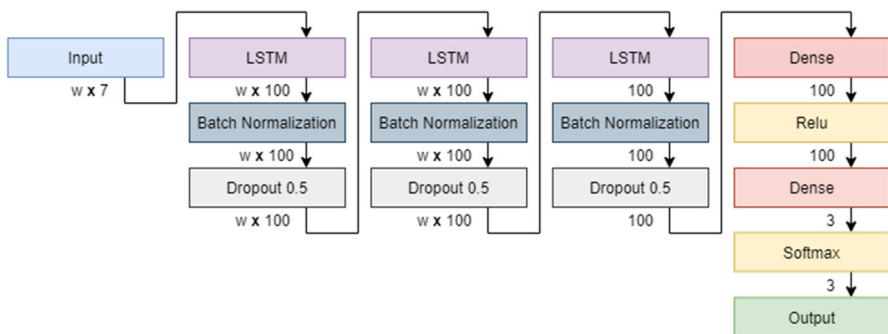 Input
w x 7
LSTM
w x 100
Batch Normalization
w x 100
Dropout 0.5
w x 100
LSTM
w x 100
Batch Normalization
w x 100
Dropout 0.5
w x 100
LSTM
100
Batch Normalization
100
Dropout 0.5
100
Dense
100
Relu
100
Dense
3
Softmax
3
Output